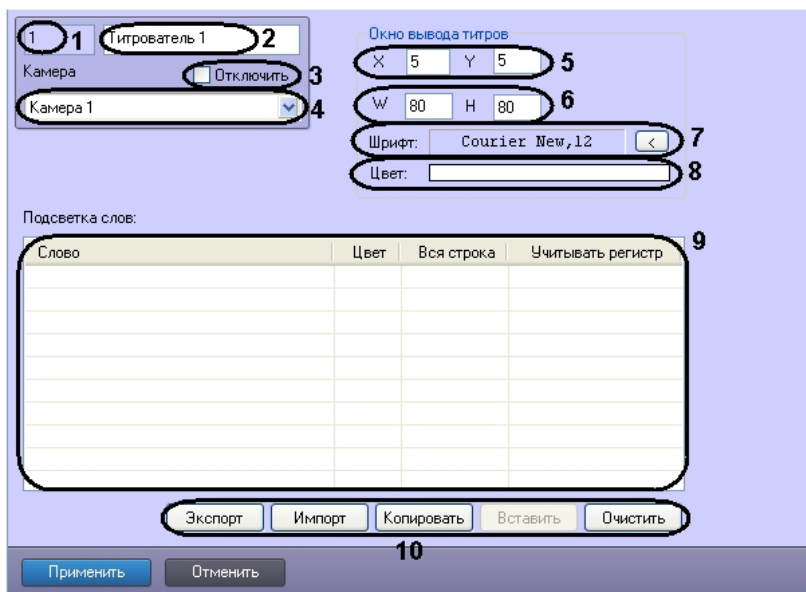 1 1 Титрователь 1 2
Камера Отключить 3
Камера 1 4
Окно вывода титров
X 5 Y 5 5
W 80 H 80 6
Шрифт: Courier New,12 < 7
Цвет: 8
Подсветка слов:
9
Слово Цвет Вся строка Учитывать регистр
Экспорт Импорт Копировать Вставить Очистить
10
Применить Отменить